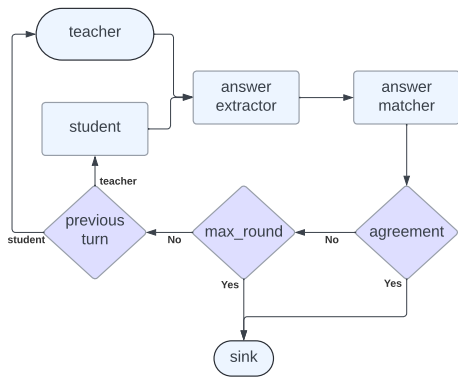 teacher
answer
extractor
answer
matcher
student
teacher
previous
turn
max_round
agreement
student
No
No
Yes
Yes
sink